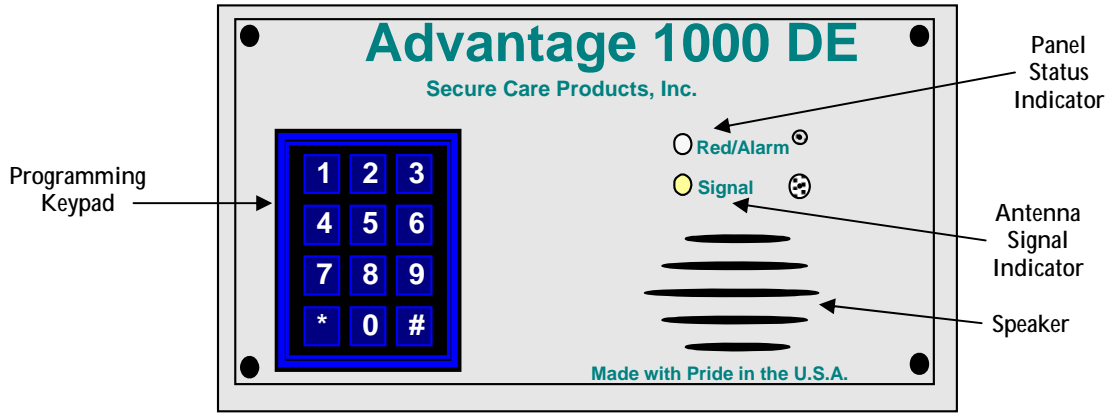 Advantage 1000 DE
Secure Care Products, Inc.
Panel
Status
Indicator
Red/Alarm
Signal
Programming
Keypad
1 2 3
4 5 6
7 8 9
* 0 #
Antenna
Signal
Indicator
Speaker
Made with Pride in the U.S.A.